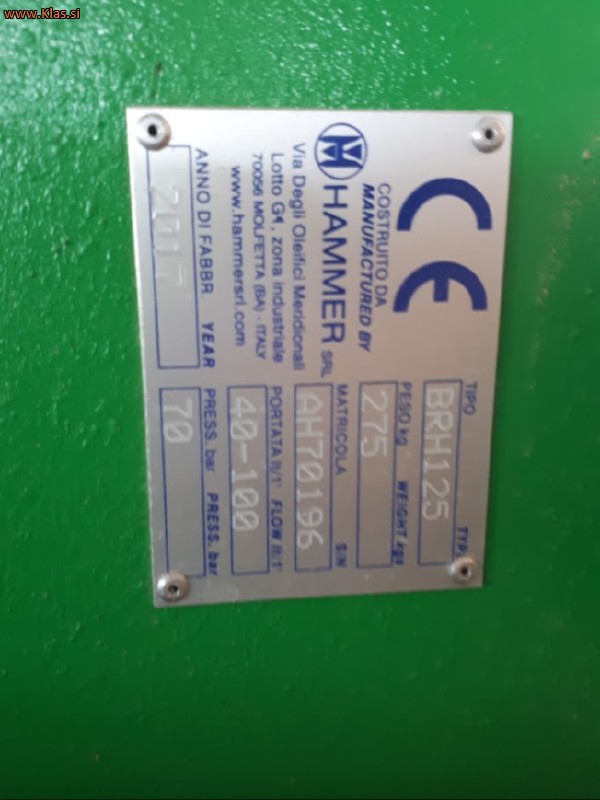 www.Klas.si
CE
COSTRUITO DA
MANUFACTURED BY
HAMMER SRL
Via Degli Oleifici Meridionali
Lotto G4, zona industriale
70056 MOLFETTA (BA) - ITALY
www.hammersrl.com
ANNO DI FABBR. YEAR
2017
TIPO TYPE
BRH125
PESO kg WEIGHT kgs
275
MATRICOLA S/N
AH70196
PORTATA lt/1' FLOW lt/1'
40-100
PRESS. bar PRESS. bar
70